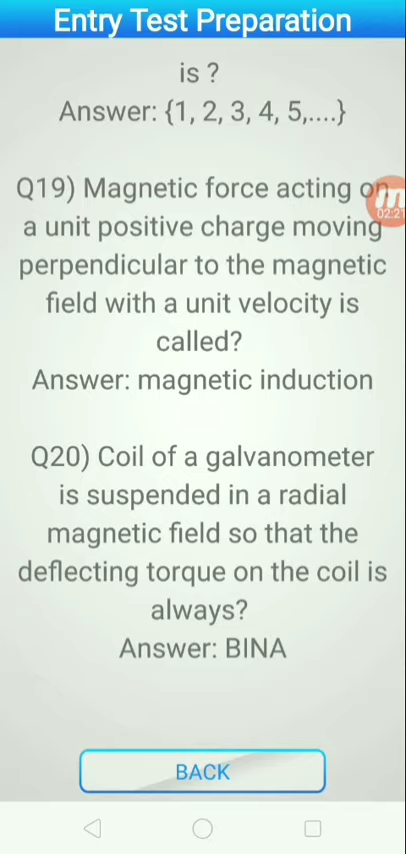 Entry Test Preparation
is ?
Answer: {1, 2, 3, 4, 5,....}
Q19) Magnetic force acting on
02:21
a unit positive charge moving
perpendicular to the magnetic
field with a unit velocity is
called?
Answer: magnetic induction
Q20) Coil of a galvanometer
is suspended in a radial
magnetic field so that the
deflecting torque on the coil is
always?
Answer: BINA
BACK